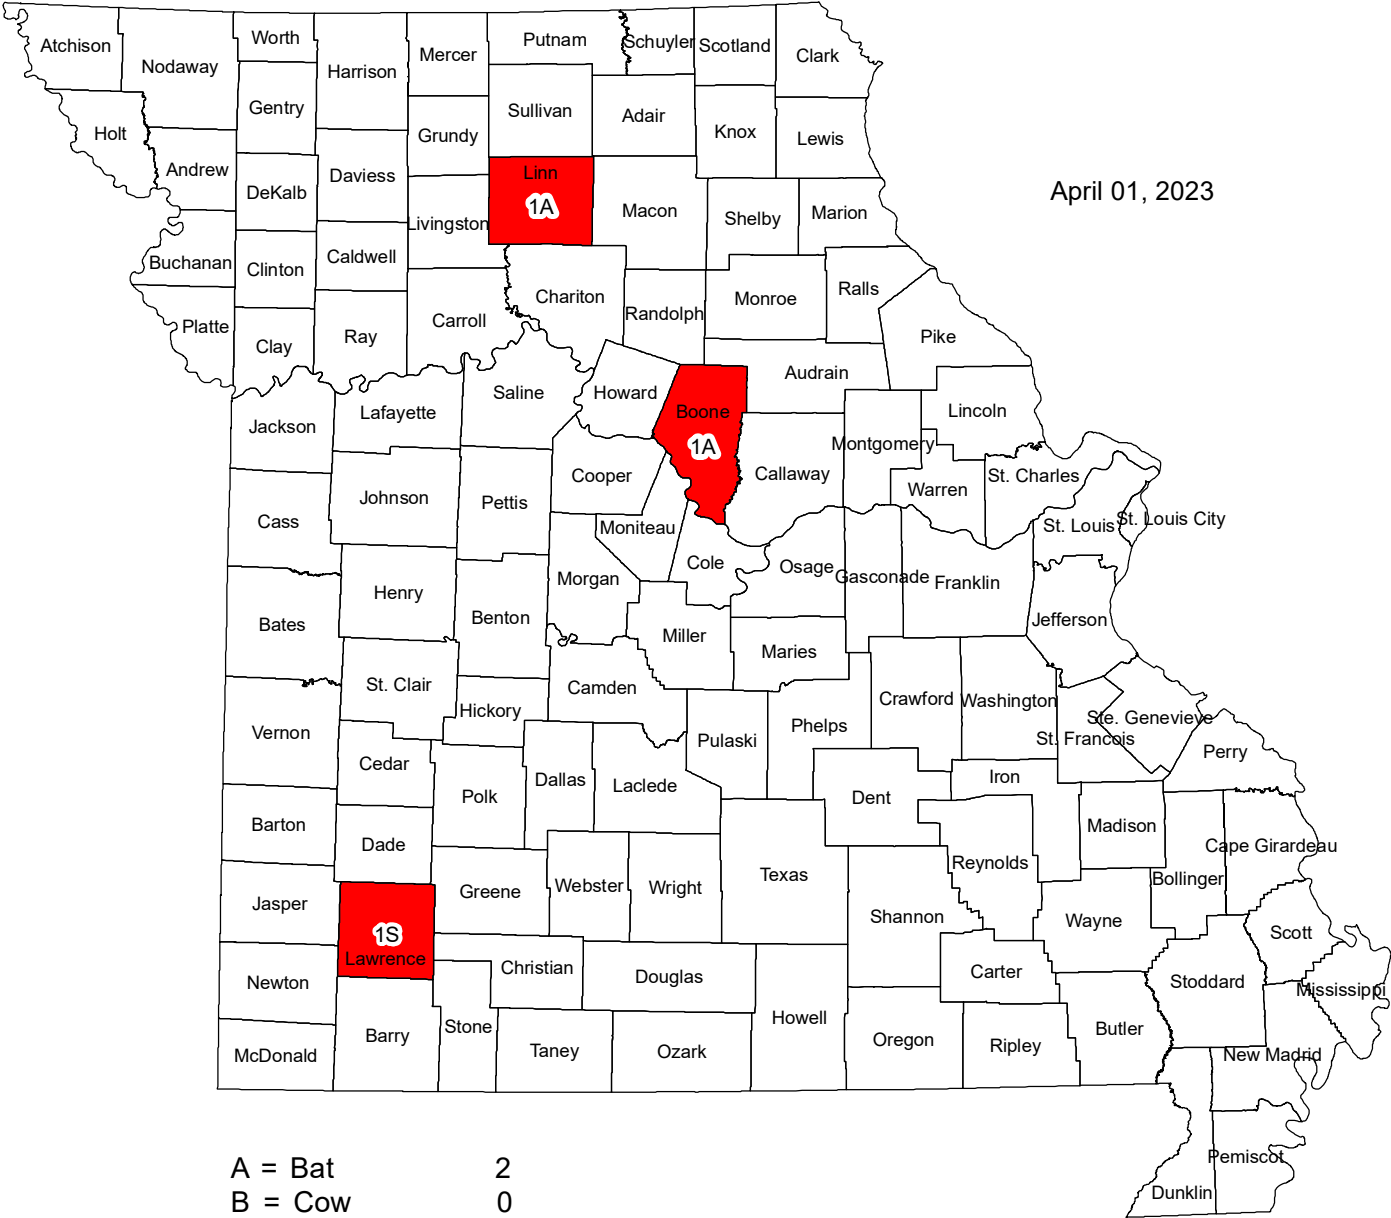 Atchison
Nodaway
Worth
Harrison
Mercer
Putnam
Schuyler
Scotland
Clark
Gentry
Sullivan
Adair
Knox
Lewis
Holt
Andrew
DeKalb
Daviess
Grundy
Linn
1A
Macon
Shelby
Marion
April 01, 2023
Livingston
Buchanan
Clinton
Caldwell
Chariton
Randolph
Monroe
Ralls
Pike
Platte
Clay
Ray
Carroll
Saline
Howard
Audrain
Boone
1A
Lincoln
Jackson
Lafayette
Montgomery
Callaway
Cooper
Warren
St. Charles
Johnson
Pettis
Cass
Moniteau
St. Louis
St. Louis City
Cole
Osage
Gasconade
Franklin
Henry
Morgan
Benton
Bates
Miller
Maries
Jefferson
St. Clair
Camden
Hickory
Crawford
Washington
Vernon
Pulaski
Phelps
Ste. Genevieve
St. Francois
Perry
Cedar
Polk
Dallas
Laclede
Dent
Iron
Barton
Dade
Madison
Cape Girardeau
Reynolds
Bollinger
Jasper
Greene
Webster
Wright
Texas
Shannon
Wayne
Scott
1S
Lawrence
Christian
Douglas
Carter
Stoddard
Mississippi
Newton
Barry
Stone
Howell
Oregon
Ripley
Butler
McDonald
Taney
Ozark
New Madrid
Pemiscot
Dunklin
A = Bat 2
B = Cow 0